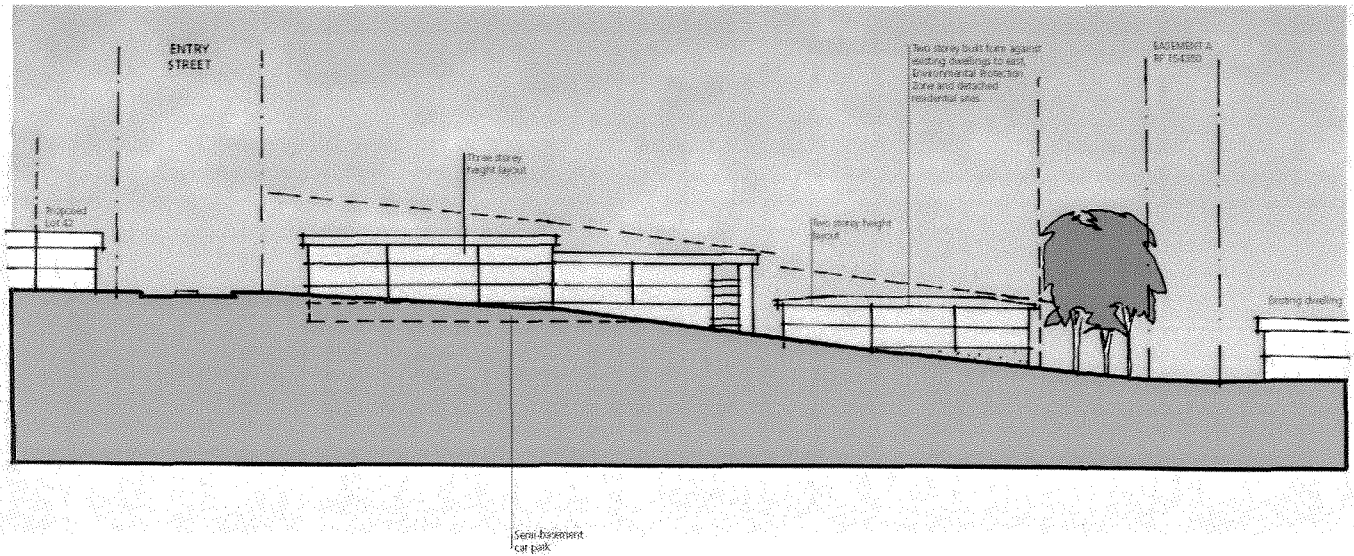 ENTRY
STREET
Two storey built form against
existing dwellings to east,
Environmental Protection
Zone and detached
residential sites
EASEMENT A
Three storey
height layout
Proposed
Lot 42
Two storey height
layout
Existing dwelling
Semi-basement
car park